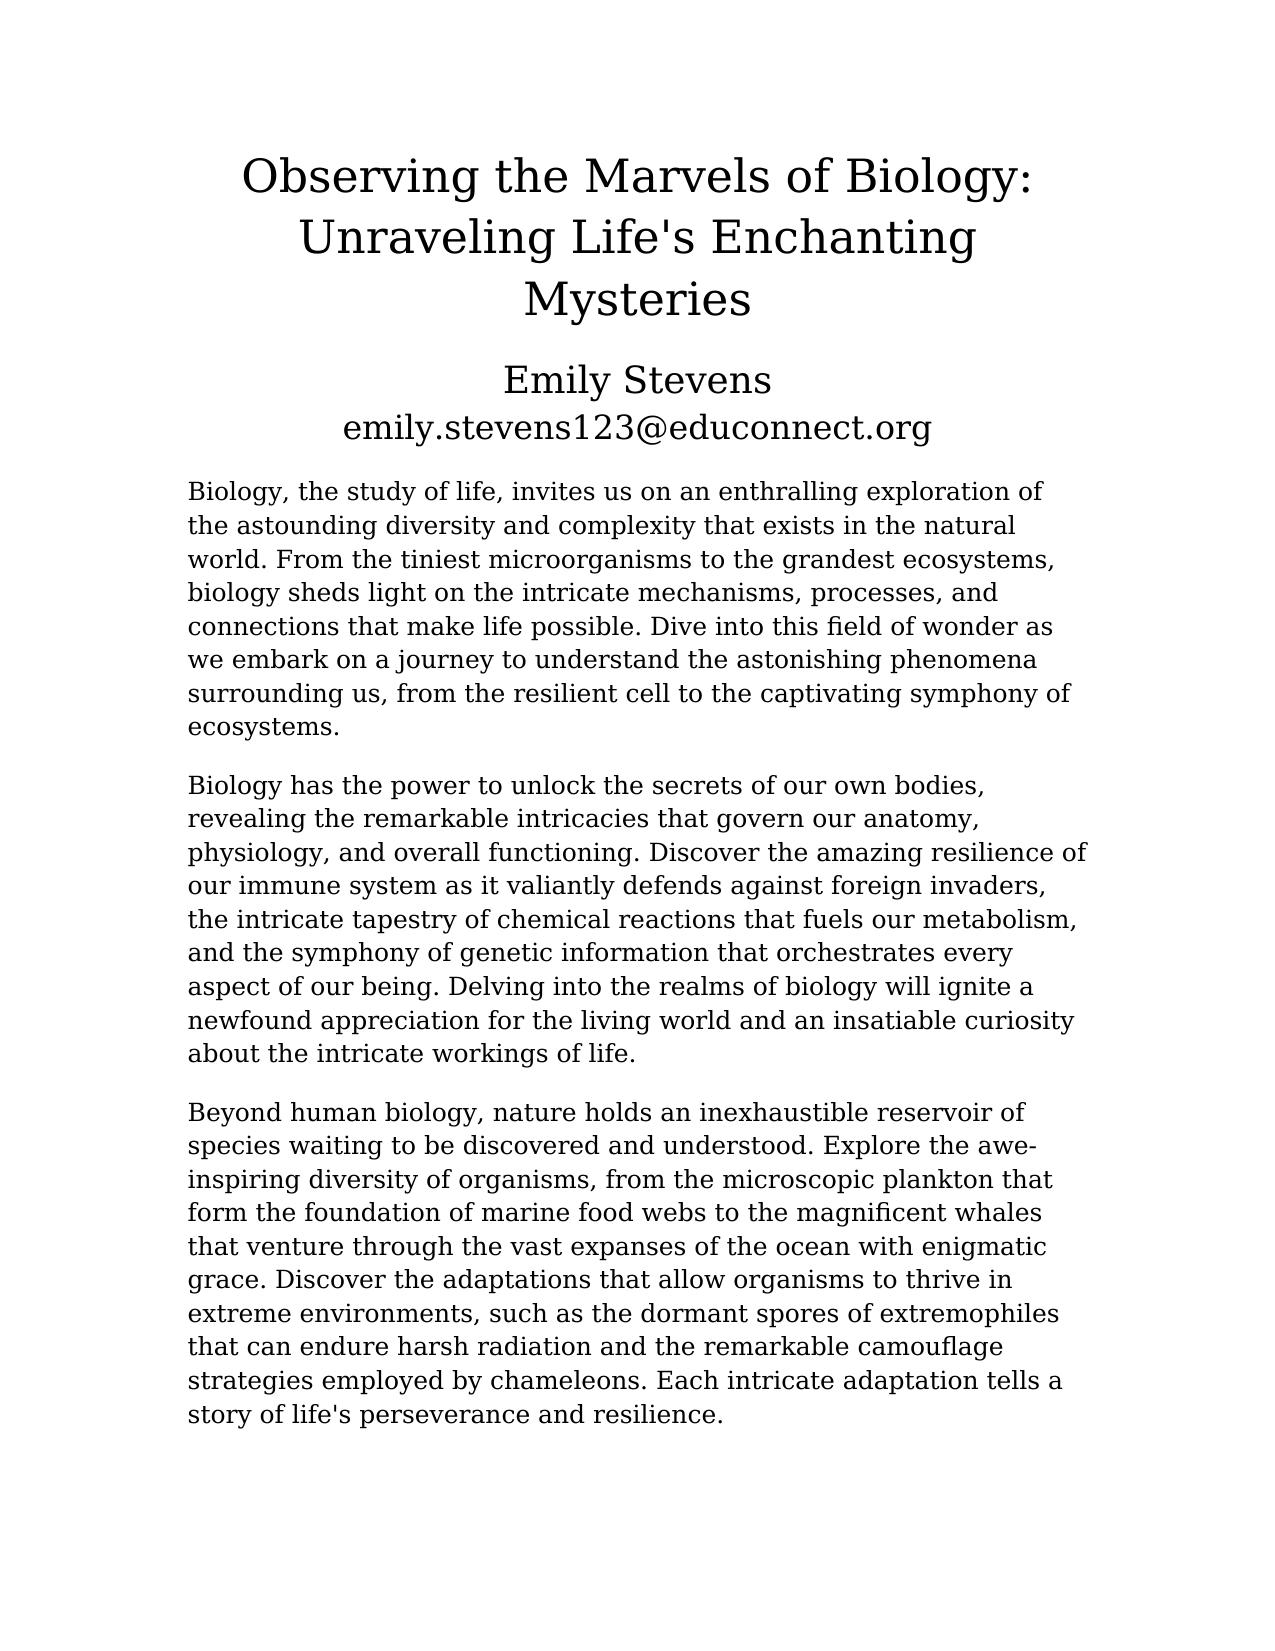 Observing the Marvels of Biology:
Unraveling Life's Enchanting
Mysteries
Emily Stevens
emily.stevens123@educonnect.org
Biology, the study of life, invites us on an enthralling exploration of
the astounding diversity and complexity that exists in the natural
world. From the tiniest microorganisms to the grandest ecosystems,
biology sheds light on the intricate mechanisms, processes, and
connections that make life possible. Dive into this field of wonder as
we embark on a journey to understand the astonishing phenomena
surrounding us, from the resilient cell to the captivating symphony of
ecosystems.
Biology has the power to unlock the secrets of our own bodies,
revealing the remarkable intricacies that govern our anatomy,
physiology, and overall functioning. Discover the amazing resilience of
our immune system as it valiantly defends against foreign invaders,
the intricate tapestry of chemical reactions that fuels our metabolism,
and the symphony of genetic information that orchestrates every
aspect of our being. Delving into the realms of biology will ignite a
newfound appreciation for the living world and an insatiable curiosity
about the intricate workings of life.
Beyond human biology, nature holds an inexhaustible reservoir of
species waiting to be discovered and understood. Explore the awe-
inspiring diversity of organisms, from the microscopic plankton that
form the foundation of marine food webs to the magnificent whales
that venture through the vast expanses of the ocean with enigmatic
grace. Discover the adaptations that allow organisms to thrive in
extreme environments, such as the dormant spores of extremophiles
that can endure harsh radiation and the remarkable camouflage
strategies employed by chameleons. Each intricate adaptation tells a
story of life's perseverance and resilience.